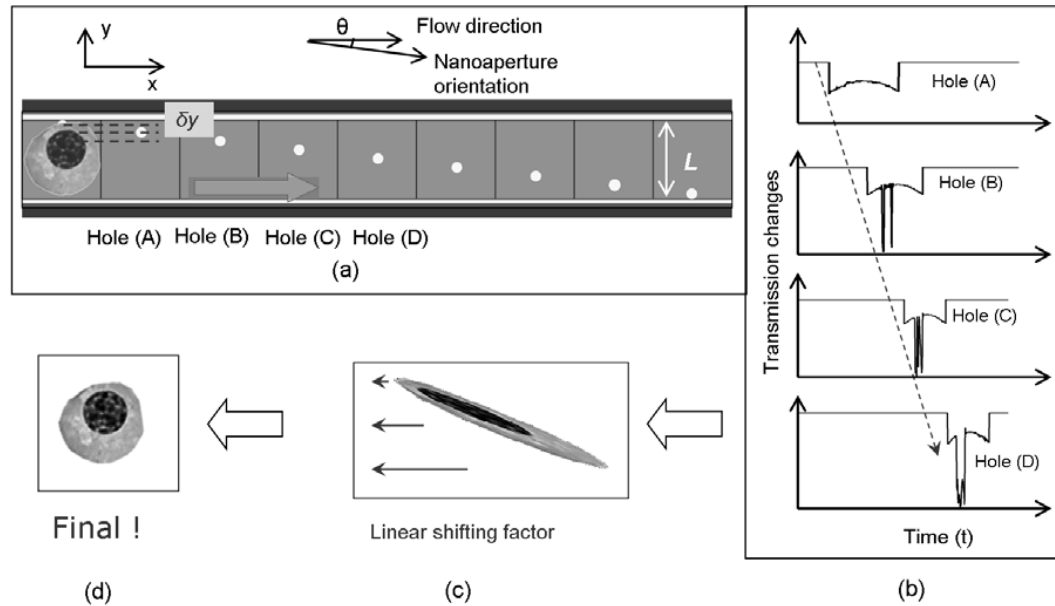 y
x
θ
Flow direction
Nanoaperture
orientation
δy
L
Hole (A) Hole (B) Hole (C) Hole (D)
(a)
Transmission changes
Hole (A)
Hole (B)
Hole (C)
Hole (D)
Time (t)
(b)
Linear shifting factor
(c)
Final !
(d)